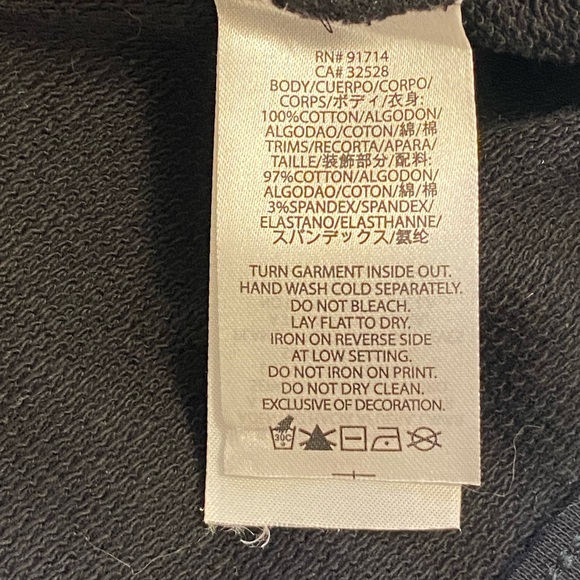 RN# 91714
CA# 32528
BODY/CUERPO/CORPO/
CORPS/ボディ/衣身:
100%COTTON/ALGODON/
ALGODAO/COTON/綿/棉
TRIMS/RECORTA/APARA/
TAILLE/装飾部分/配料:
97%COTTON/ALGODON/
ALGODAO/COTON/綿/棉
3%SPANDEX/SPANDEX/
ELASTANO/ELASTHANNE/
スパンデックス/氨纶
TURN GARMENT INSIDE OUT.
HAND WASH COLD SEPARATELY.
DO NOT BLEACH.
LAY FLAT TO DRY.
IRON ON REVERSE SIDE
AT LOW SETTING.
DO NOT IRON ON PRINT.
DO NOT DRY CLEAN.
EXCLUSIVE OF DECORATION.
30C